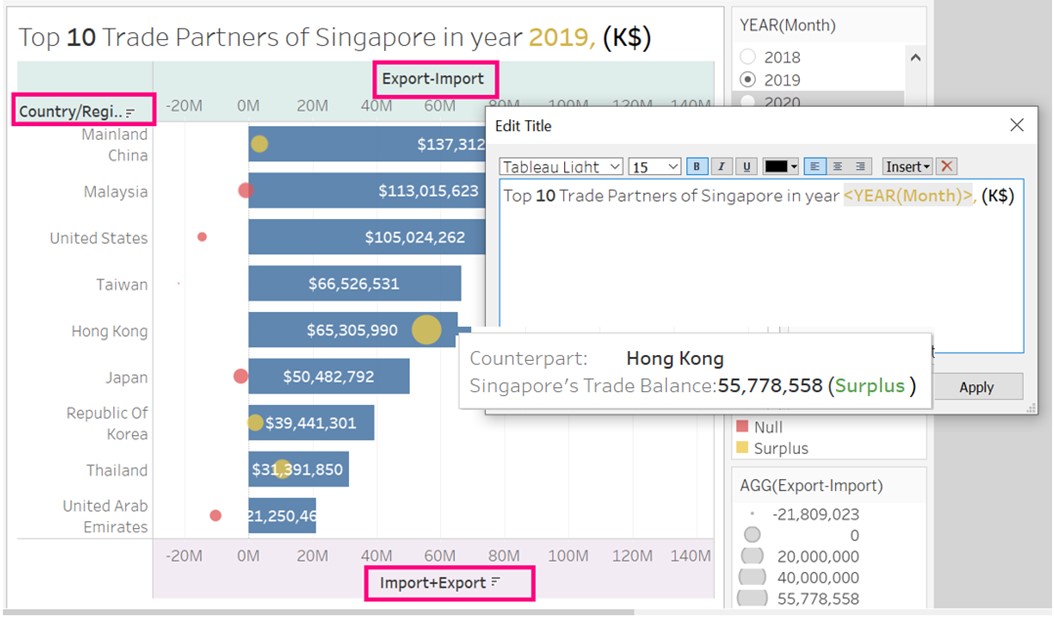 Top 10 Trade Partners of Singapore in year 2019, (K$)
Export-Import
Country/Regi..
-20M 0M 20M 40M 60M 80M 100M 120M 140M
Mainland
China
$137,312
Malaysia
$113,015,623
United States
$105,024,262
Taiwan
$66,526,531
Hong Kong
$65,305,990
Japan
$50,482,792
Republic Of
Korea
$39,441,301
Thailand
$31,391,850
United Arab
Emirates
21,250,46
-20M 0M 20M 40M 60M 80M 100M 120M 140M
Import+Export
YEAR(Month)
2018
2019
2020
Edit Title
Tableau Light 15 B I U Insert
Top 10 Trade Partners of Singapore in year <YEAR(Month)>, (K$)
Apply
Counterpart: Hong Kong
Singapore's Trade Balance:55,778,558 (Surplus )
Null
Surplus
AGG(Export-Import)
-21,809,023
0
20,000,000
40,000,000
55,778,558